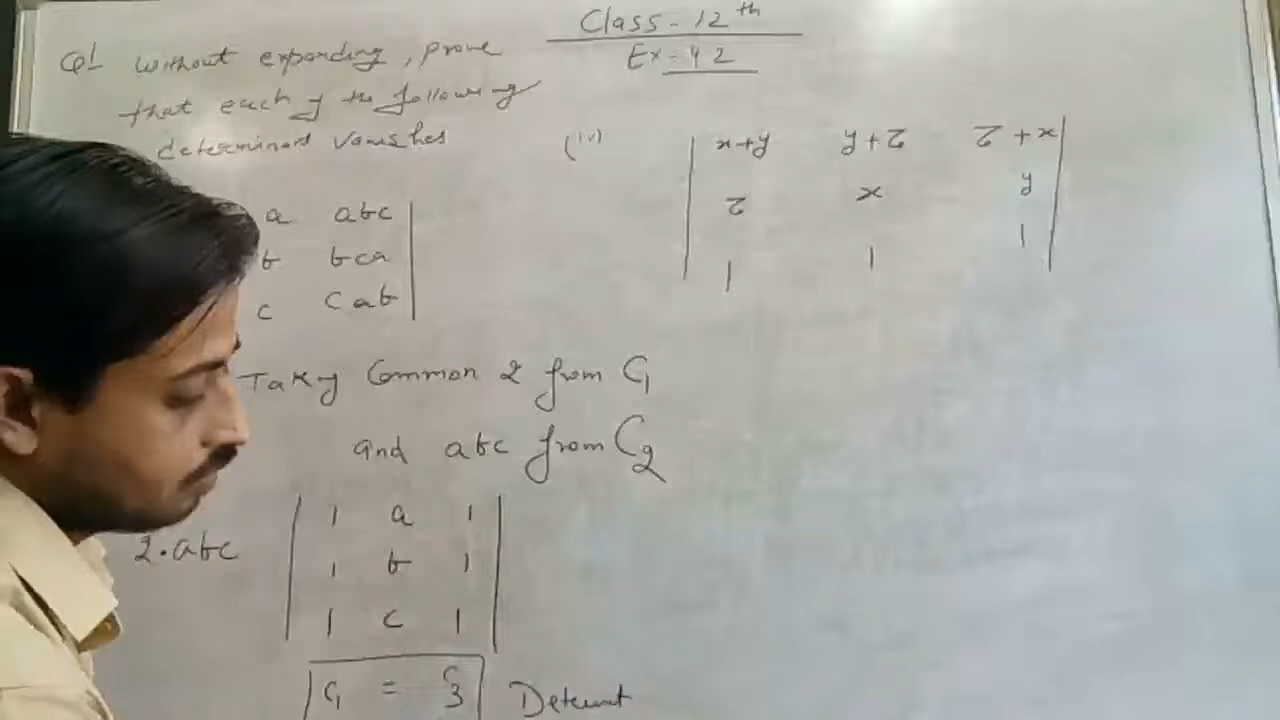 Class - 12th
Ex - 4 2
Q1 without expanding, prove
that each of the following
determinant vanishes
a abc
b bca
c cab
(iv)
x+y y+z z+x
z x y
1 1 1
Taking Common 2 from C1
and abc from C2
2.abc
1 a 1
1 b 1
1 c 1
C1 = C3